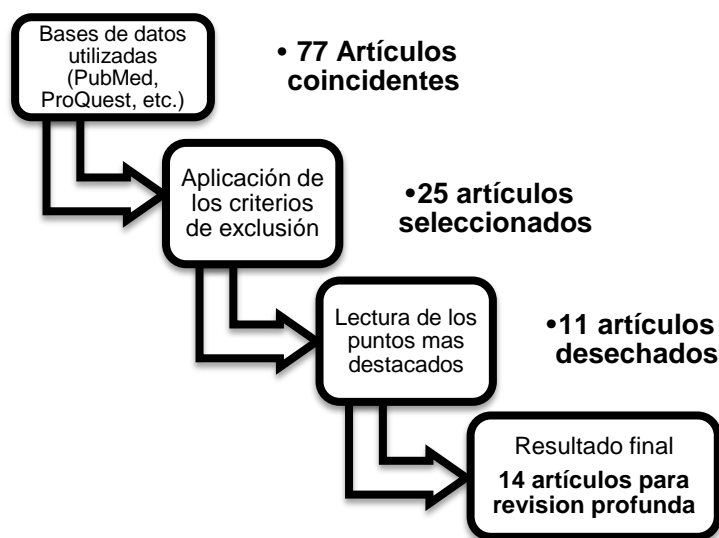 Bases de datos
utilizadas
(PubMed,
ProQuest, etc.)
• 77 Artículos
coincidentes
Aplicación de
los criterios
de exclusión
•25 artículos
seleccionados
Lectura de los
puntos mas
destacados
•11 artículos
desechados
Resultado final
14 artículos para
revision profunda